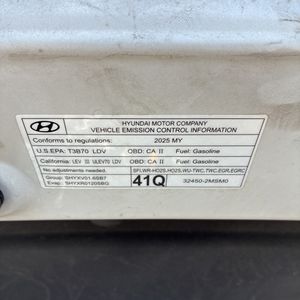 HYUNDAI MOTOR COMPANY
VEHICLE EMISSION CONTROL INFORMATION
Conforms to regulations: 2025 MY
U.S.EPA: T3B70 LDV OBD: CA II Fuel: Gasoline
California: LEV III ULEV70 LDV OBD: CA II Fuel: Gasoline
No adjustments needed. SFI,WR-HO2S,HO2S,WU-TWC,TWC,EGR,EGRC
Group: SHYXV01.6SB7
Evap: SHYXR0120SBG
41Q
32450-2MSM0